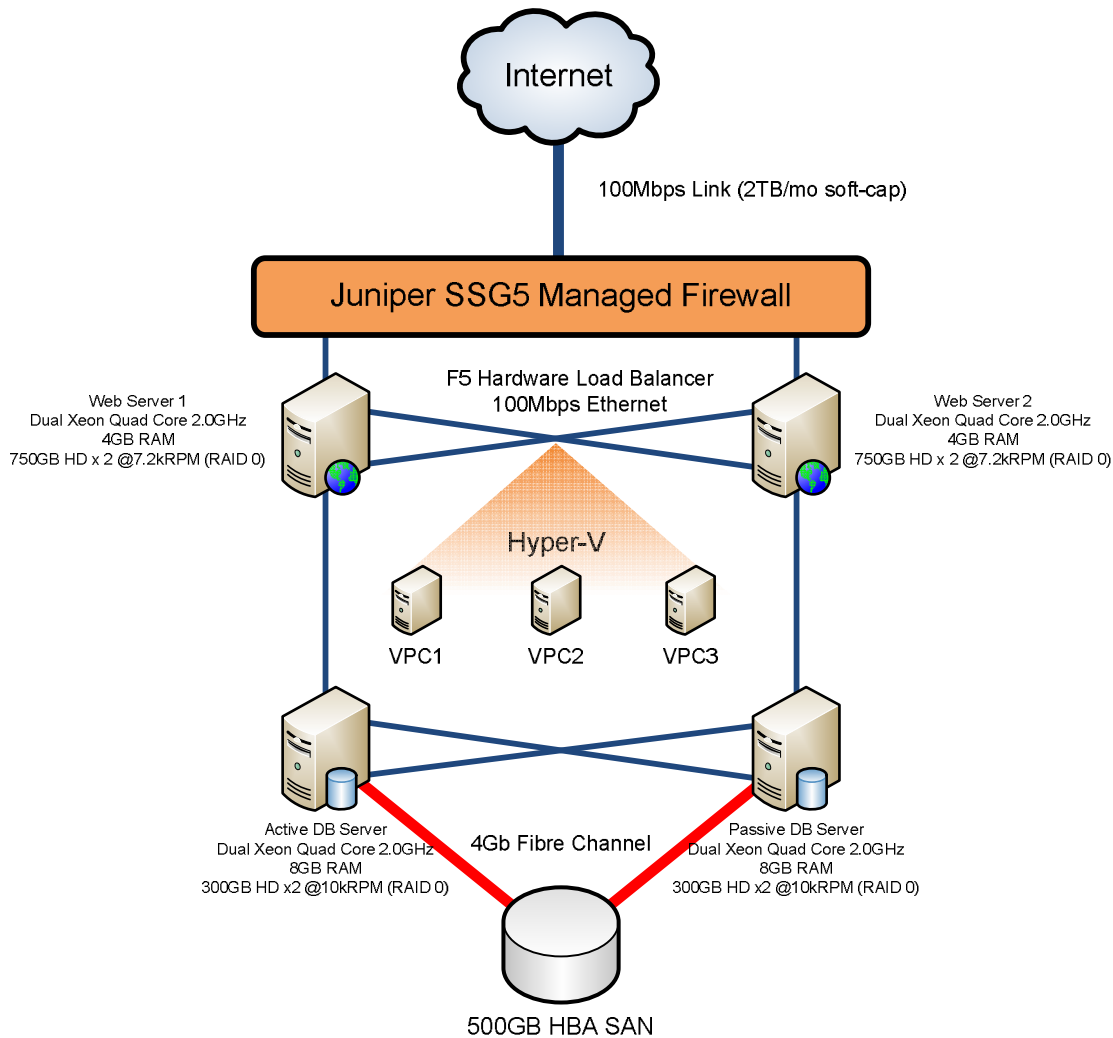 Internet
100Mbps Link (2TB/mo soft-cap)
Juniper SSG5 Managed Firewall
F5 Hardware Load Balancer
100Mbps Ethernet
Web Server 1
Dual Xeon Quad Core 2.0GHz
4GB RAM
750GB HD x 2 @7.2kRPM (RAID 0)
Web Server 2
Dual Xeon Quad Core 2.0GHz
4GB RAM
750GB HD x 2 @7.2kRPM (RAID 0)
Hyper-V
VPC1
VPC2
VPC3
Active DB Server
Dual Xeon Quad Core 2.0GHz
8GB RAM
300GB HD x2 @10kRPM (RAID 0)
4Gb Fibre Channel
Passive DB Server
Dual Xeon Quad Core 2.0GHz
8GB RAM
300GB HD x2 @10kRPM (RAID 0)
500GB HBA SAN